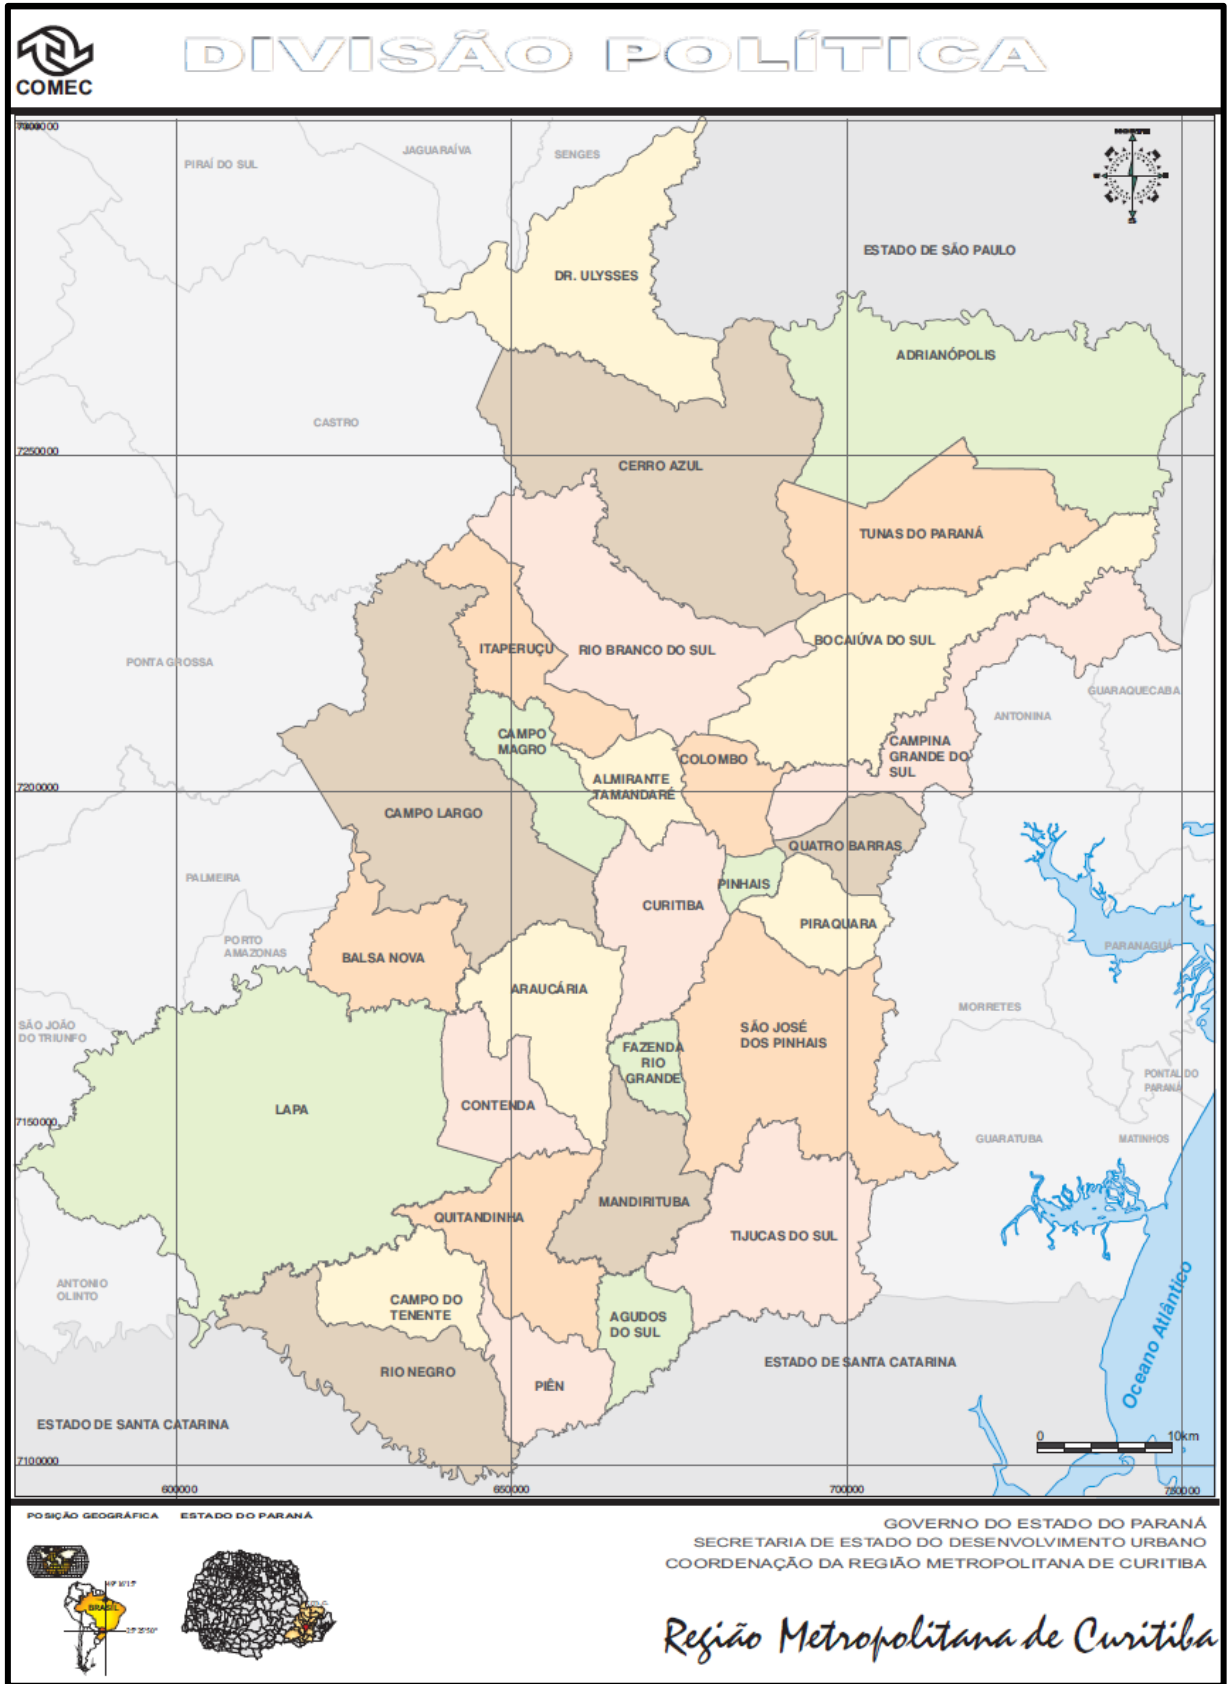 COMEC
DIVISÃO POLÍTICA
PIRAÍ DO SUL
JAGUARAÍVA
SENGES
NORTE
ESTADO DE SÃO PAULO
DR. ULYSSES
ADRIANÓPOLIS
CASTRO
7250000
CERRO AZUL
TUNAS DO PARANÁ
BOCAIÚVA DO SUL
ITAPERUÇU
RIO BRANCO DO SUL
PONTA GROSSA
GUARAQUECABA
ANTONINA
CAMPO
MAGRO
CAMPINA
GRANDE DO
SUL
COLOMBO
ALMIRANTE
TAMANDARÉ
7200000
CAMPO LARGO
QUATRO BARRAS
PALMEIRA
PINHAIS
CURITIBA
PIRAQUARA
PORTO
AMAZONAS
BALSA NOVA
PARANAGUÁ
ARAUCÁRIA
MORRETES
SÃO JOÃO
DO TRIUNFO
SÃO JOSÉ
DOS PINHAIS
FAZENDA
RIO
GRANDE
PONTAL DO
PARANÁ
LAPA
CONTENDA
7150000
GUARATUBA
MATINHOS
MANDIRITUBA
QUITANDINHA
TIJUCAS DO SUL
ANTONIO
OLINTO
CAMPO DO
TENENTE
AGUDOS
DO SUL
Oceano Atlântico
RIO NEGRO
ESTADO DE SANTA CATARINA
PIÊN
ESTADO DE SANTA CATARINA
0 10km
7100000
600000 650000 700000 750000
POSIÇÃO GEOGRÁFICA ESTADO DO PARANÁ
BRASIL
GOVERNO DO ESTADO DO PARANÁ
SECRETARIA DE ESTADO DO DESENVOLVIMENTO URBANO
COORDENAÇÃO DA REGIÃO METROPOLITANA DE CURITIBA
Região Metropolitana de Curitiba